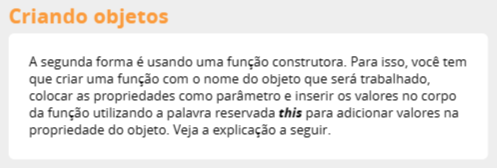 Criando objetos
A segunda forma é usando uma função construtora. Para isso, você tem
que criar uma função com o nome do objeto que será trabalhado,
colocar as propriedades como parâmetro e inserir os valores no corpo
da função utilizando a palavra reservada this para adicionar valores na
propriedade do objeto. Veja a explicação a seguir.